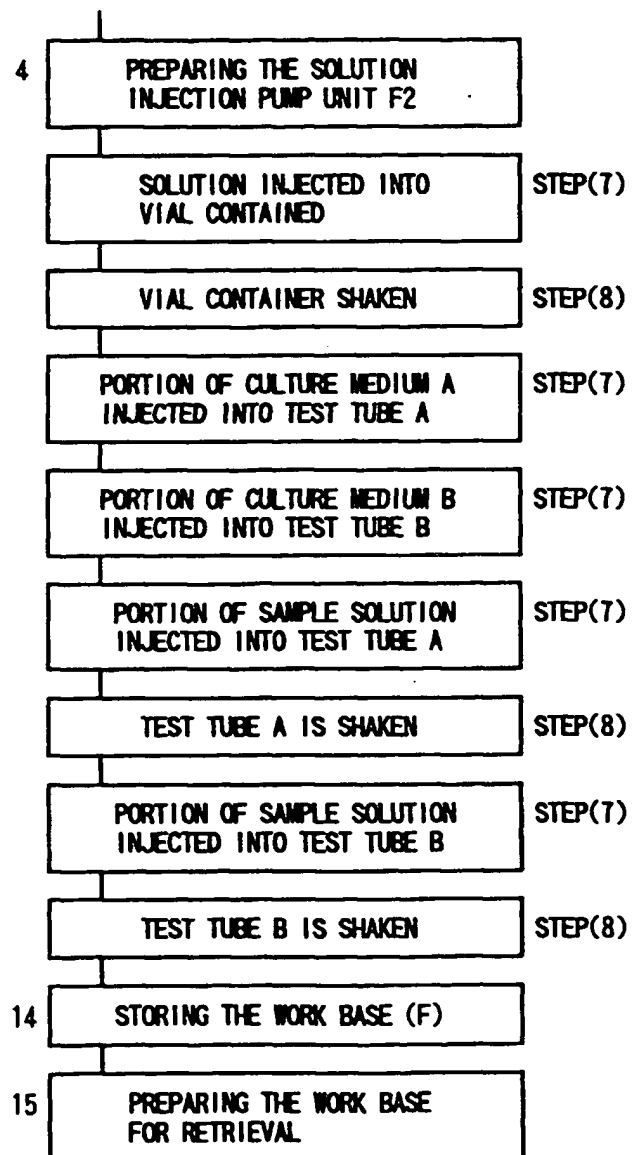 4
PREPARING THE SOLUTION
INJECTION PUMP UNIT F2
SOLUTION INJECTED INTO
VIAL CONTAINED
STEP(7)
VIAL CONTAINER SHAKEN
STEP(8)
PORTION OF CULTURE MEDIUM A
INJECTED INTO TEST TUBE A
STEP(7)
PORTION OF CULTURE MEDIUM B
INJECTED INTO TEST TUBE B
STEP(7)
PORTION OF SAMPLE SOLUTION
INJECTED INTO TEST TUBE A
STEP(7)
TEST TUBE A IS SHAKEN
STEP(8)
PORTION OF SAMPLE SOLUTION
INJECTED INTO TEST TUBE B
STEP(7)
TEST TUBE B IS SHAKEN
STEP(8)
14
STORING THE WORK BASE (F)
15
PREPARING THE WORK BASE
FOR RETRIEVAL